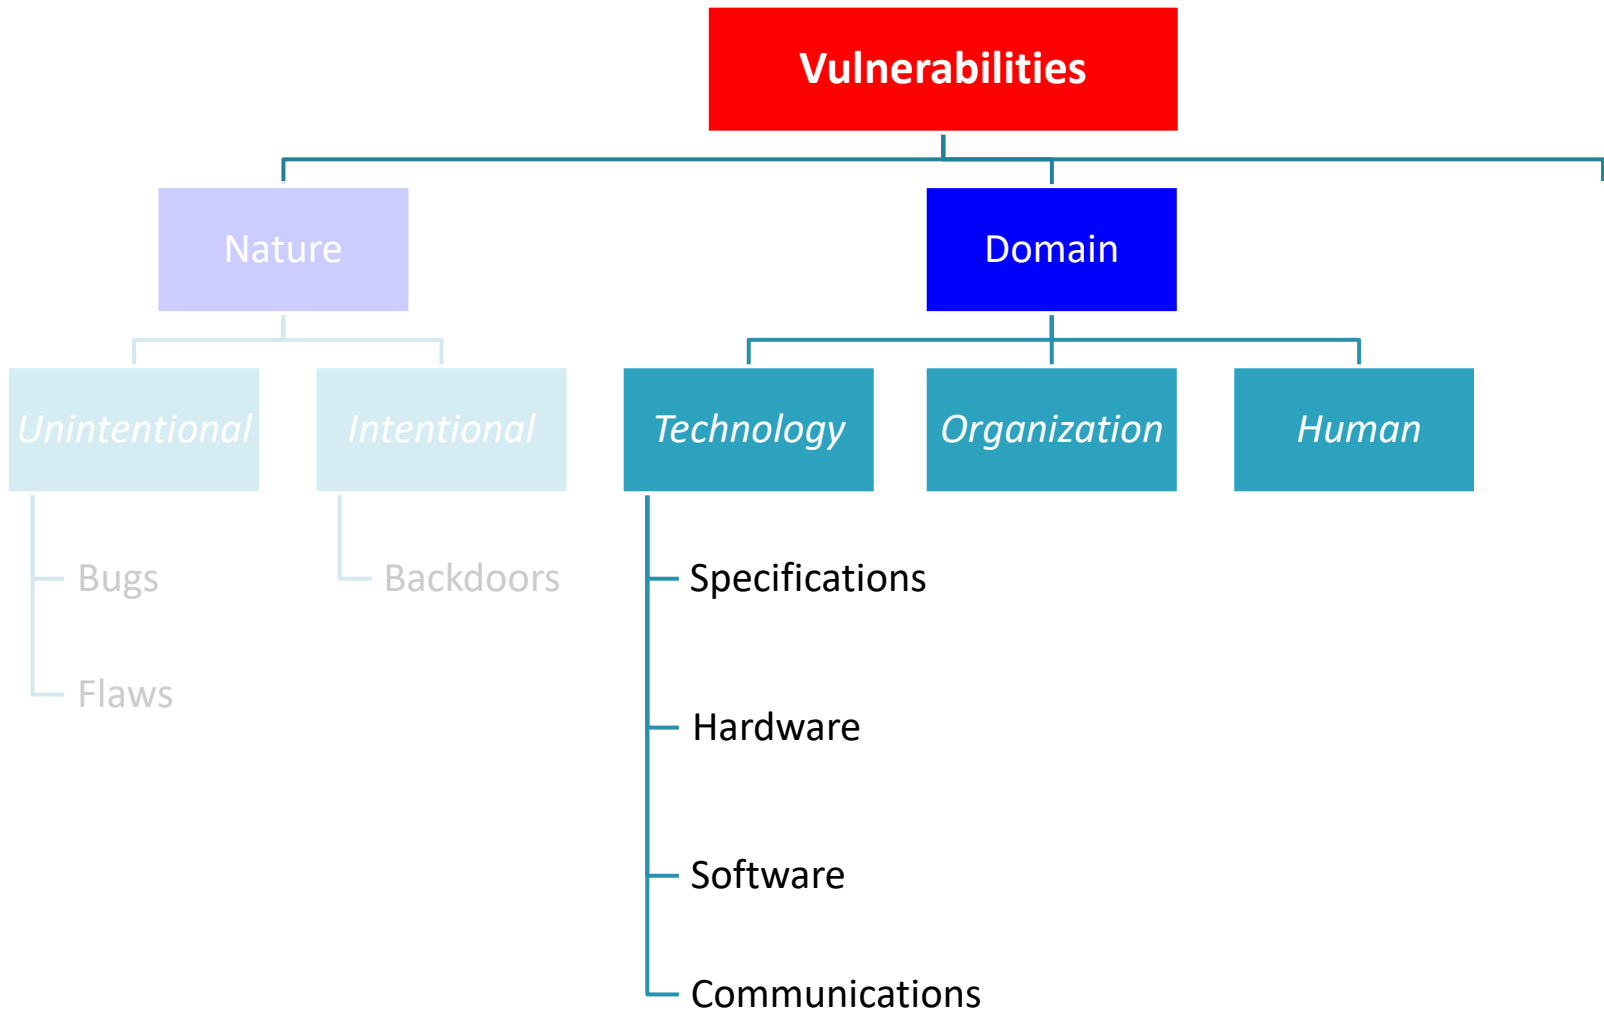 Vulnerabilities
Nature
Domain
Unintentional
Intentional
Technology
Organization
Human
Bugs
Backdoors
Specifications
Flaws
Hardware
Software
Communications